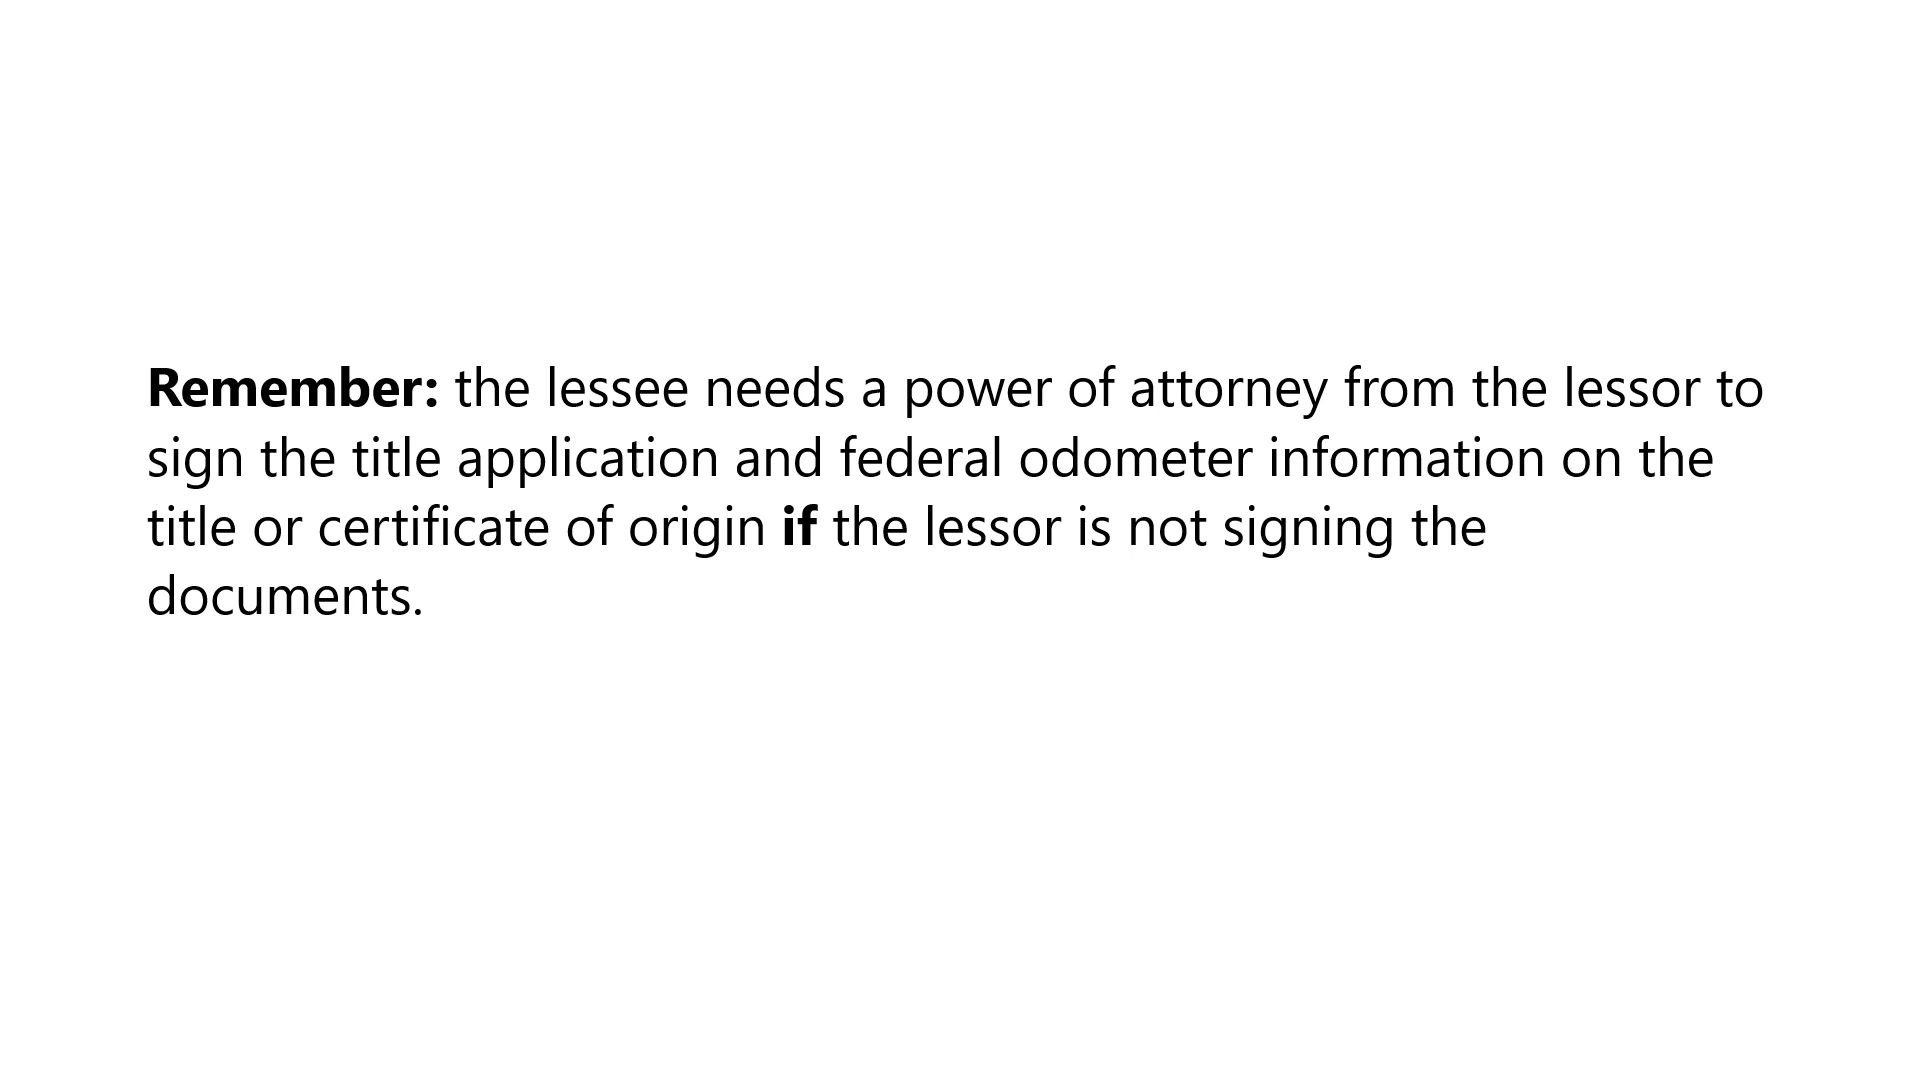 Remember: the lessee needs a power of attorney from the lessor to
sign the title application and federal odometer information on the
title or certificate of origin if the lessor is not signing the
documents.